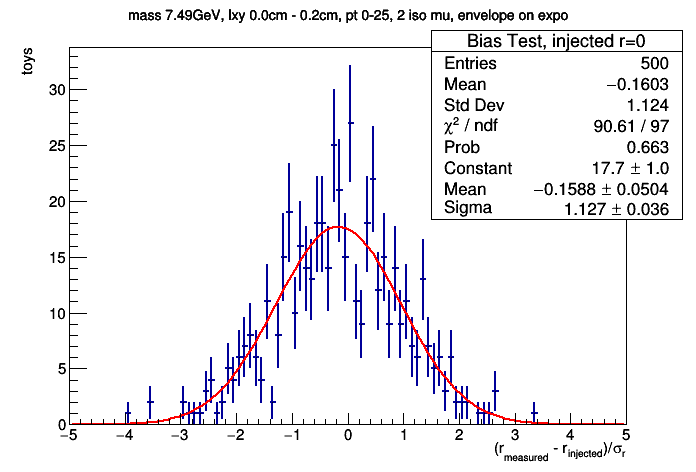 mass 7.49GeV, lxy 0.0cm - 0.2cm, pt 0-25, 2 iso mu, envelope on expo
Bias Test, injected r=0
Entries 500
Mean −0.1603
Std Dev 1.124
χ² / ndf 90.61 / 97
Prob 0.663
Constant 17.7 ± 1.0
Mean −0.1588 ± 0.0504
Sigma 1.127 ± 0.036
toys
30
25
20
15
10
5
0
−5 −4 −3 −2 −1 0 1 2 3 4 5
(r_measured - r_injected)/σ_r